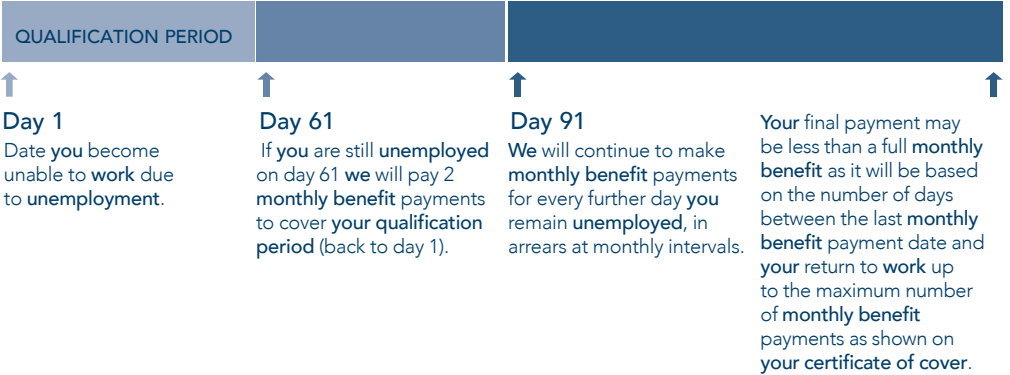 QUALIFICATION PERIOD
Day 1
Date you become
unable to work due
to unemployment.
Day 61
If you are still unemployed
on day 61 we will pay 2
monthly benefit payments
to cover your qualification
period (back to day 1).
Day 91
We will continue to make
monthly benefit payments
for every further day you
remain unemployed, in
arrears at monthly intervals.
Your final payment may
be less than a full monthly
benefit as it will be based
on the number of days
between the last monthly
benefit payment date and
your return to work up
to the maximum number
of monthly benefit
payments as shown on
your certificate of cover.